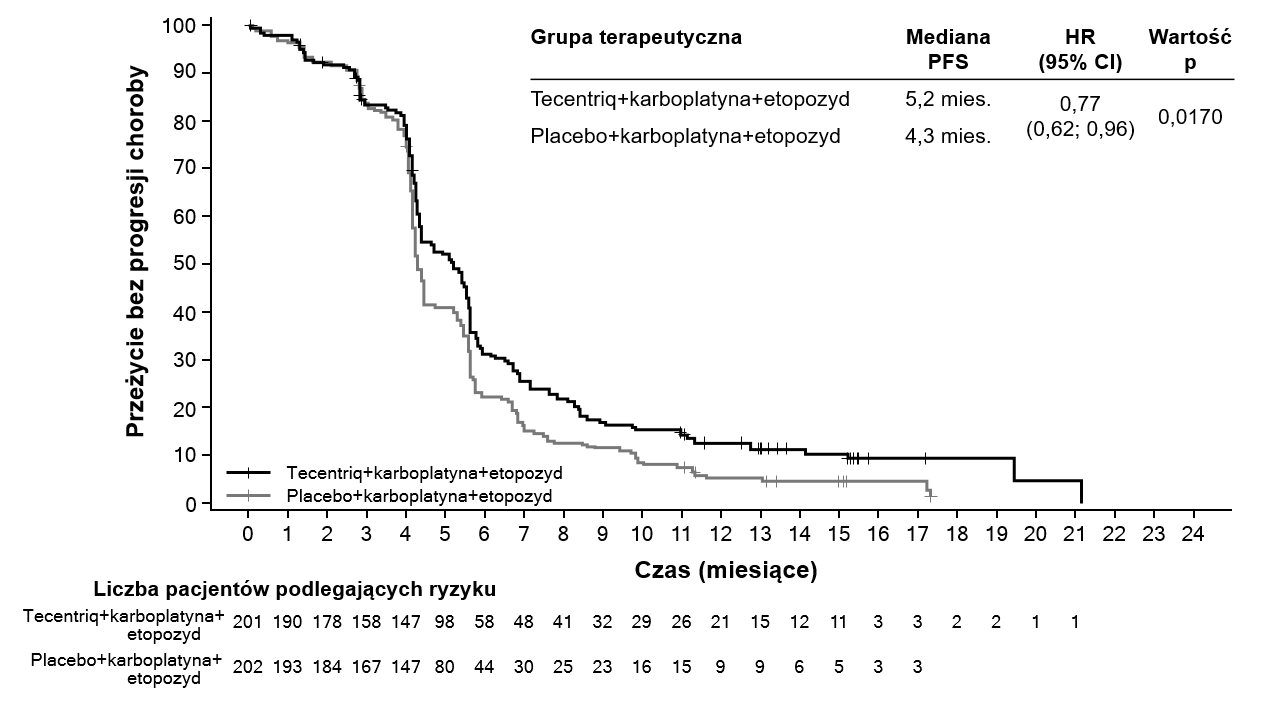 Grupa terapeutyczna Mediana PFS HR (95% CI) Wartość p
Tecentriq+karboplatyna+etopozyd 5,2 mies. 0,77 (0,62; 0,96) 0,0170
Placebo+karboplatyna+etopozyd 4,3 mies.
Przeżycie bez progresji choroby
100
90
80
70
60
50
40
30
20
10
0
Tecentriq+karboplatyna+etopozyd
Placebo+karboplatyna+etopozyd
0 1 2 3 4 5 6 7 8 9 10 11 12 13 14 15 16 17 18 19 20 21 22 23 24
Czas (miesiące)
Liczba pacjentów podlegających ryzyku
Tecentriq+karboplatyna+
etopozyd 201 190 178 158 147 98 58 48 41 32 29 26 21 15 12 11 3 3 2 2 1 1
Placebo+karboplatyna+
etopozyd 202 193 184 167 147 80 44 30 25 23 16 15 9 9 6 5 3 3